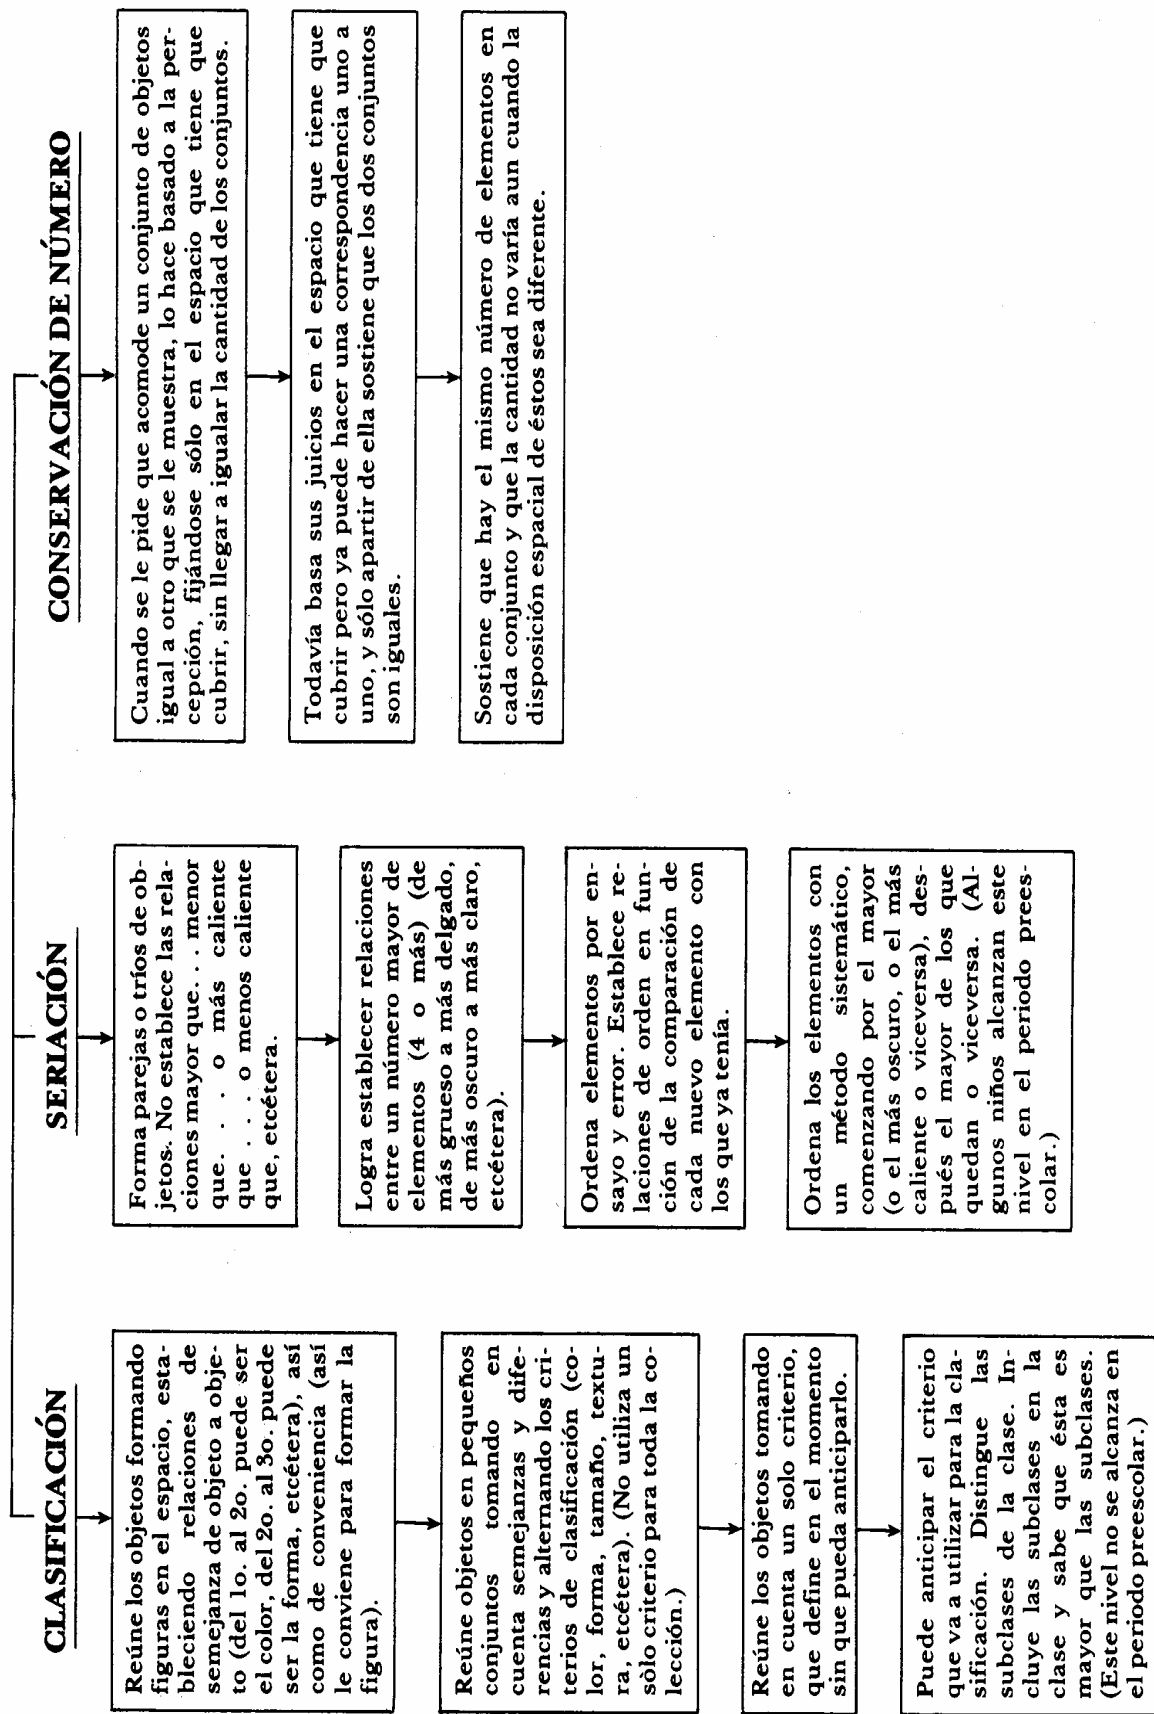 CLASIFICACIÓN
Reúne los objetos formando
figuras en el espacio, esta-
bleciendo relaciones de
semejanza de objeto a obje-
to (del 1o. al 2o. puede ser
el color, del 2o. al 3o. puede
ser la forma, etcétera), así
como de conveniencia (así
le conviene para formar la
figura).
Reúne objetos en pequeños
conjuntos tomando en
cuenta semejanzas y dife-
rencias y alternando los cri-
terios de clasificación (co-
lor, forma, tamaño, textu-
ra, etcétera). (No utiliza un
sòlo criterio para toda la co-
lección.)
Reúne los objetos tomando
en cuenta un solo criterio,
que define en el momento
sin que pueda anticiparlo.
Puede anticipar el criterio
que va a utilizar para la cla-
sificación. Distingue las
subclases de la clase. In-
cluye las subclases en la
clase y sabe que ésta es
mayor que las subclases.
(Este nivel no se alcanza en
el periodo preescolar.)
SERIACIÓN
Forma parejas o tríos de ob-
jetos. No establece las rela-
ciones mayor que. . . menor
que. . . o más caliente
que . . . o menos caliente
que, etcétera.
Logra establecer relaciones
entre un número mayor de
elementos (4 o más) (de
más grueso a más delgado,
de más oscuro a más claro,
etcétera).
Ordena elementos por en-
sayo y error. Establece re-
laciones de orden en fun-
ción de la comparación de
cada nuevo elemento con
los que ya tenía.
Ordena los elementos con
un método sistemático,
comenzando por el mayor
(o el más oscuro, o el más
caliente o viceversa), des-
pués el mayor de los que
quedan o viceversa. (Al-
gunos niños alcanzan este
nivel en el periodo prees-
colar.)
CONSERVACIÓN DE NÚMERO
Cuando se le pide que acomode un conjunto de objetos
igual a otro que se le muestra, lo hace basado a la per-
cepción, fijándose sólo en el espacio que tiene que
cubrir, sin llegar a igualar la cantidad de los conjuntos.
Todavía basa sus juicios en el espacio que tiene que
cubrir pero ya puede hacer una correspondencia uno a
uno, y sólo apartir de ella sostiene que los dos conjuntos
son iguales.
Sostiene que hay el mismo número de elementos en
cada conjunto y que la cantidad no varía aun cuando la
disposición espacial de éstos sea diferente.